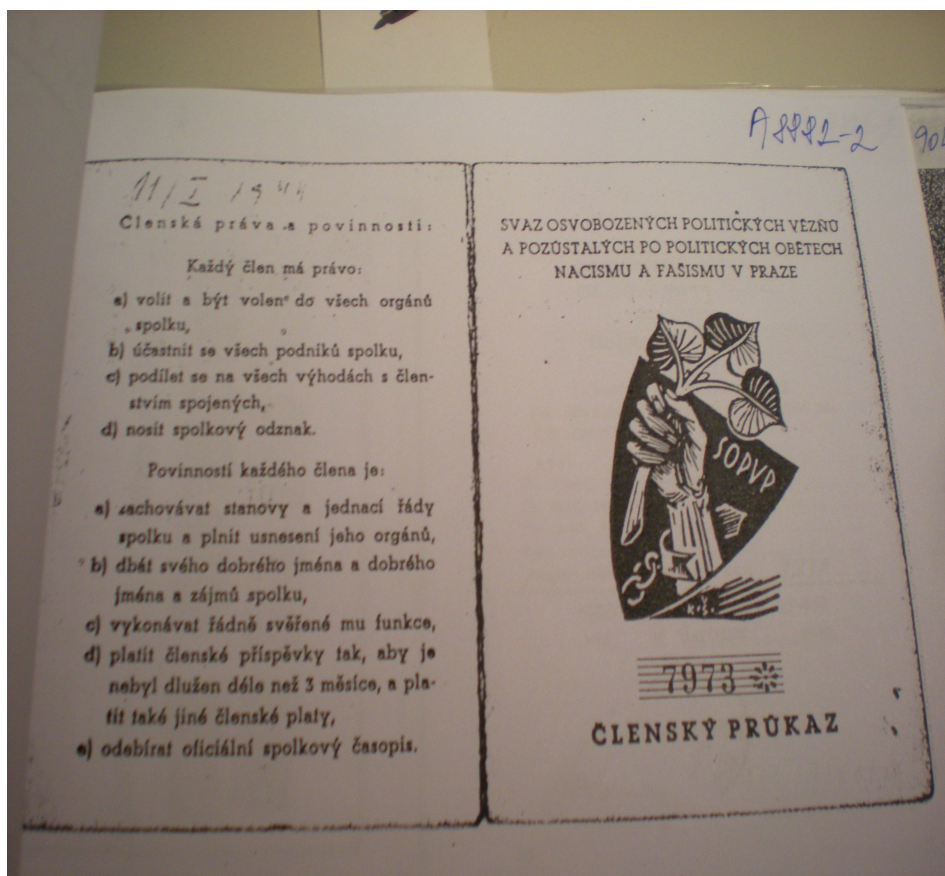 A8882-2
904
11/I 1944
Členská práva a povinnosti:
Každý člen má právo:
a) volit a být volen do všech orgánů
spolku,
b) účastnit se všech podniků spolku,
c) podílet se na všech výhodách s člen-
stvím spojených,
d) nosit spolkový odznak.
Povinností každého člena je:
a) zachovávat stanovy a jednací řády
spolku a plnit usnesení jeho orgánů,
b) dbát svého dobrého jména a dobrého
jména a zájmů spolku,
c) vykonávat řádně svěřené mu funkce,
d) platit členské příspěvky tak, aby je
nebyl dlužen déle než 3 měsíce, a pla-
tit také jiné členské platy,
e) odebírat oficiální spolkový časopis.
SVAZ OSVOBOZENÝCH POLITICKÝCH VĚZŇŮ
A POZŮSTALÝCH PO POLITICKÝCH OBĚTECH
NACISMU A FAŠISMU V PRAZE
SOPVP
K.Š.
7973
ČLENSKÝ PRŮKAZ